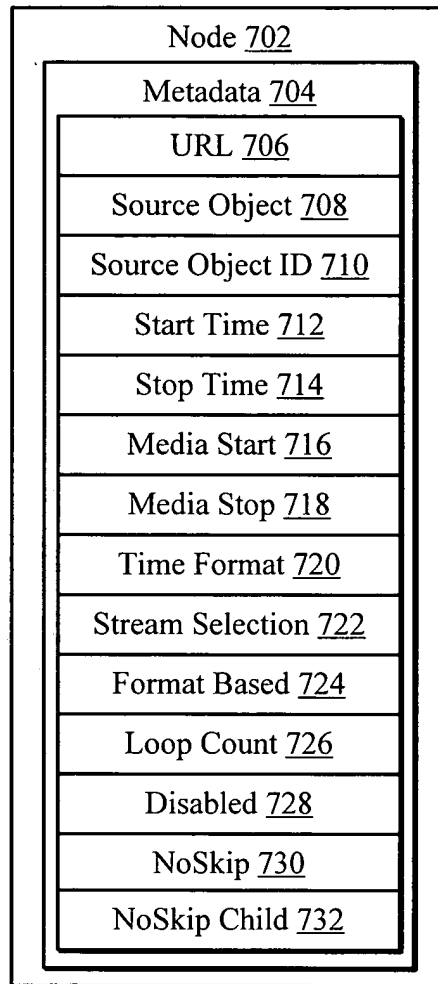 Node 702
Metadata 704
URL 706
Source Object 708
Source Object ID 710
Start Time 712
Stop Time 714
Media Start 716
Media Stop 718
Time Format 720
Stream Selection 722
Format Based 724
Loop Count 726
Disabled 728
NoSkip 730
NoSkip Child 732